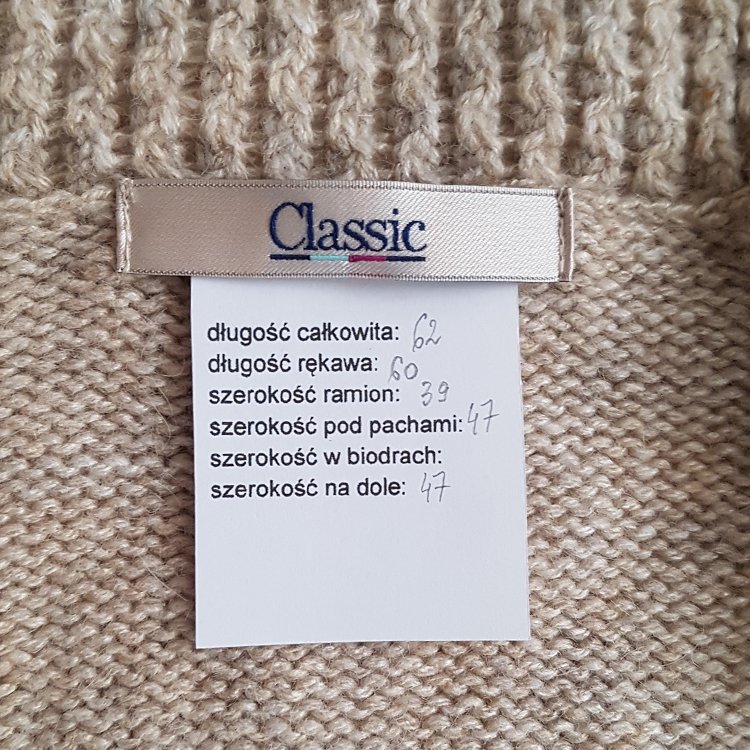 Classic
długość całkowita: 62
długość rękawa: 60
szerokość ramion: 39
szerokość pod pachami: 47
szerokość w biodrach:
szerokość na dole: 47